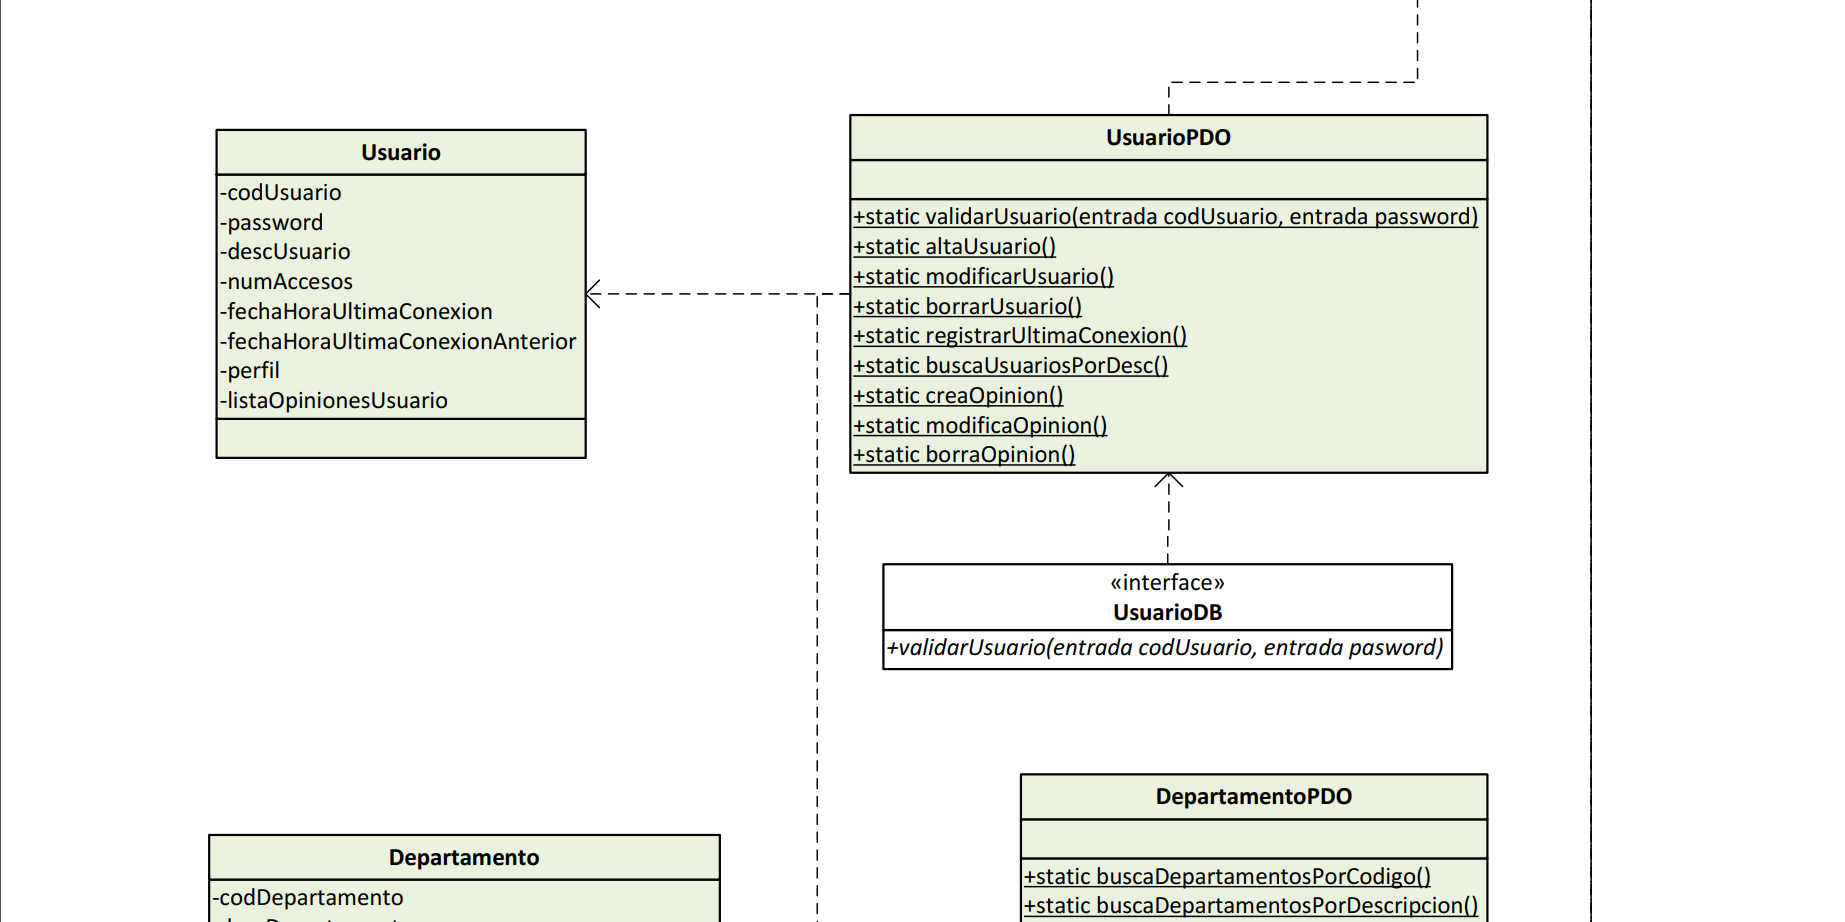 Usuario
-codUsuario
-password
-descUsuario
-numAccesos
-fechaHoraUltimaConexion
-fechaHoraUltimaConexionAnterior
-perfil
-listaOpinionesUsuario
UsuarioPDO
+static validarUsuario(entrada codUsuario, entrada password)
+static altaUsuario()
+static modificarUsuario()
+static borrarUsuario()
+static registrarUltimaConexion()
+static buscaUsuariosPorDesc()
+static creaOpinion()
+static modificaOpinion()
+static borraOpinion()
«interface»
UsuarioDB
+validarUsuario(entrada codUsuario, entrada pasword)
DepartamentoPDO
+static buscaDepartamentosPorCodigo()
+static buscaDepartamentosPorDescripcion()
Departamento
-codDepartamento